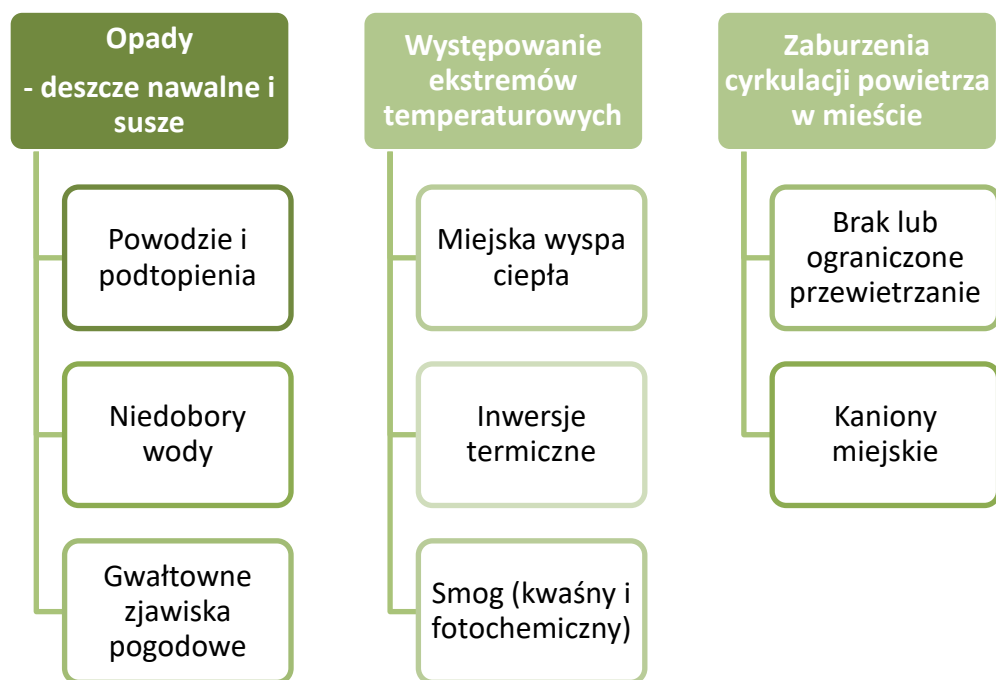 Opady
- deszcze nawalne i
susze
Powodzie i
podtopienia
Niedobory
wody
Gwałtowne
zjawiska
pogodowe
Występowanie
ekstremów
temperaturowych
Miejska wyspa
ciepła
Inwersje
termiczne
Smog (kwaśny i
fotochemiczny)
Zaburzenia
cyrkulacji powietrza
w mieście
Brak lub
ograniczone
przewietrzanie
Kaniony
miejskie